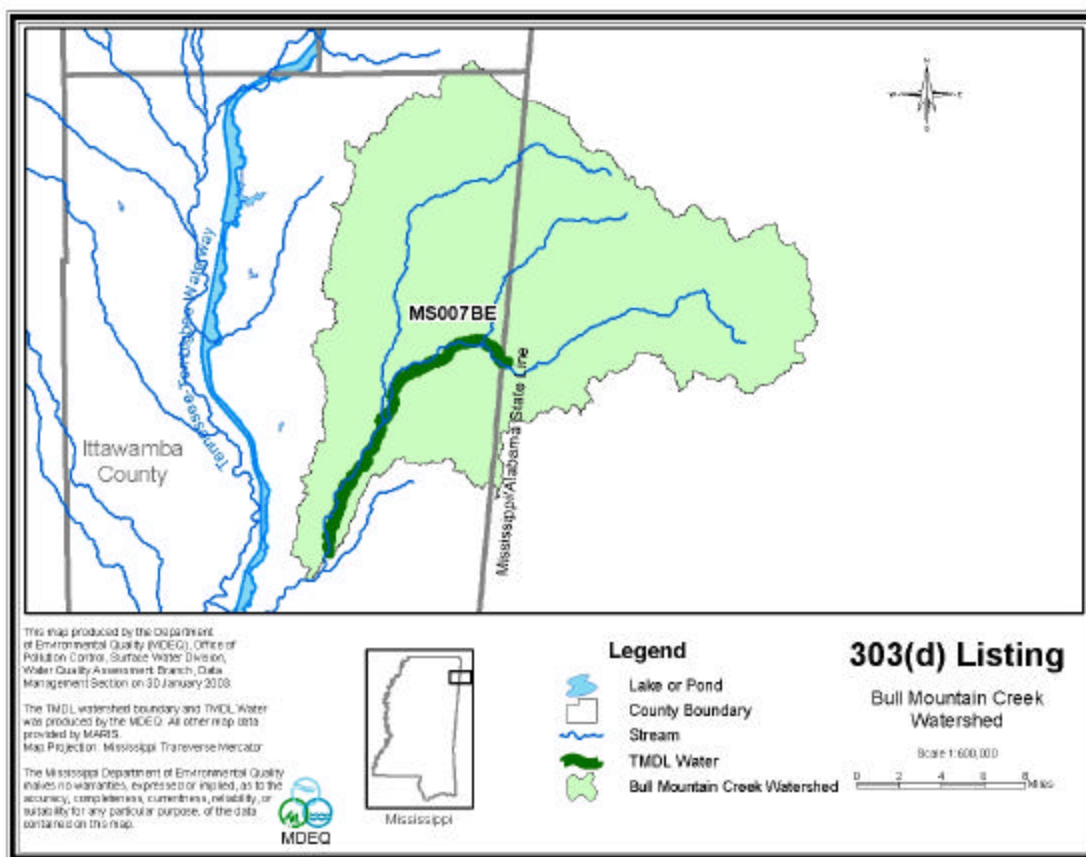 MS007BE
Tennessee-Tombigbee Waterway
Mississippi/Alabama State Line
Ittawamba
County
This map produced by the Department
of Environmental Quality (MDEQ), Office of
Pollution Control, Surface Water Division,
Water Quality Assessment Branch, Data
Management Section on 30 January 2003.
The TMDL watershed boundary and TMDL Water
was produced by the MDEQ. All other map data
provided by MARIS.
Map Projection: Mississippi Transverse Mercator
The Mississippi Department of Environmental Quality
makes no warranties, expressed or implied, as to the
accuracy, completeness, currentness, reliability, or
suitability for any particular purpose, of the data
contained on this map.
MDEQ
Mississippi
Legend
Lake or Pond
County Boundary
Stream
TMDL Water
Bull Mountain Creek Watershed
303(d) Listing
Bull Mountain Creek
Watershed
Scale 1:600,000
0 2 4 6 8
Miles